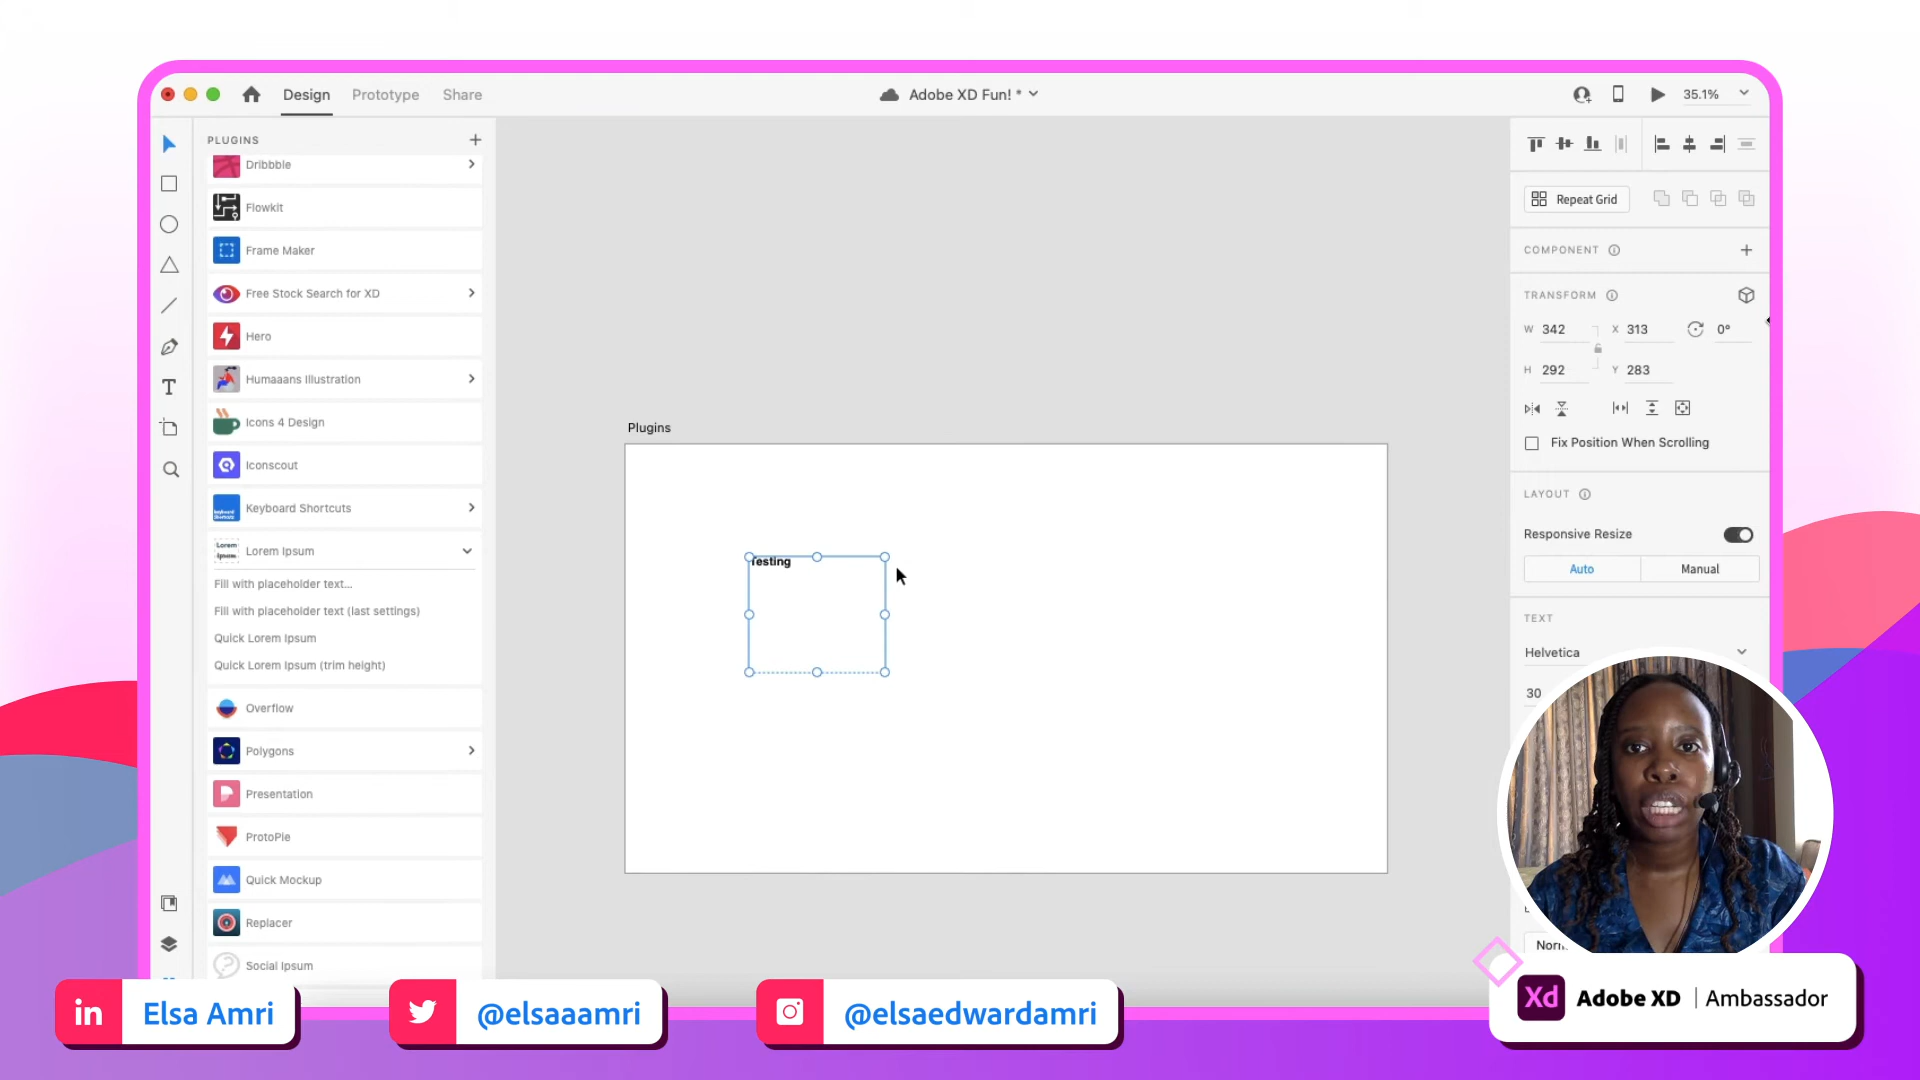 Design
Prototype
Share
Adobe XD Fun! *
35.1%
PLUGINS
Dribbble
Flowkit
Frame Maker
Free Stock Search for XD
Hero
Humaaans Illustration
Icons 4 Design
Iconscout
Keyboard Shortcuts
Lorem Ipsum
Fill with placeholder text...
Fill with placeholder text (last settings)
Quick Lorem Ipsum
Quick Lorem Ipsum (trim height)
Overflow
Polygons
Presentation
ProtoPie
Quick Mockup
Replacer
Social Ipsum
Plugins
Testing
Repeat Grid
COMPONENT
TRANSFORM
W 342 X 313 0°
H 292 Y 283
Fix Position When Scrolling
LAYOUT
Responsive Resize
Auto Manual
TEXT
Helvetica
30
in Elsa Amri
@elsaaamri
@elsaedwardamri
Xd Adobe XD | Ambassador